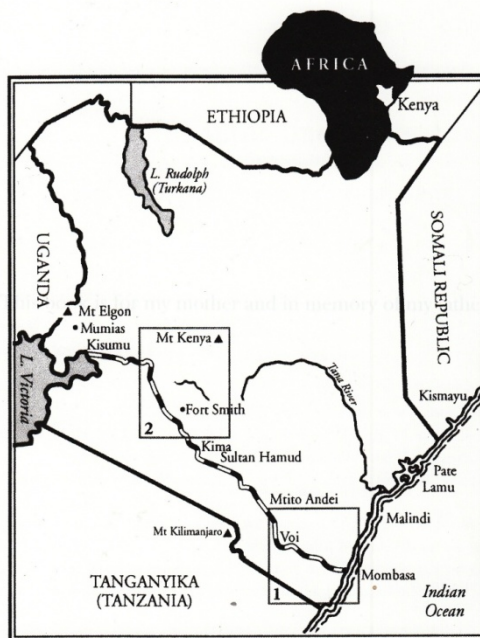 AFRICA
Kenya
ETHIOPIA
L. Rudolph
(Turkana)
SOMALI REPUBLIC
UGANDA
Mt Elgon
Mumias
Kisumu
Mt Kenya
L. Victoria
Tana River
Kismayu
Fort Smith
2
Kima
Sultan Hamud
Pate
Lamu
Mtito Andei
Malindi
Voi
Mt Kilimanjaro
Mombasa
TANGANYIKA
(TANZANIA)
1
Indian
Ocean